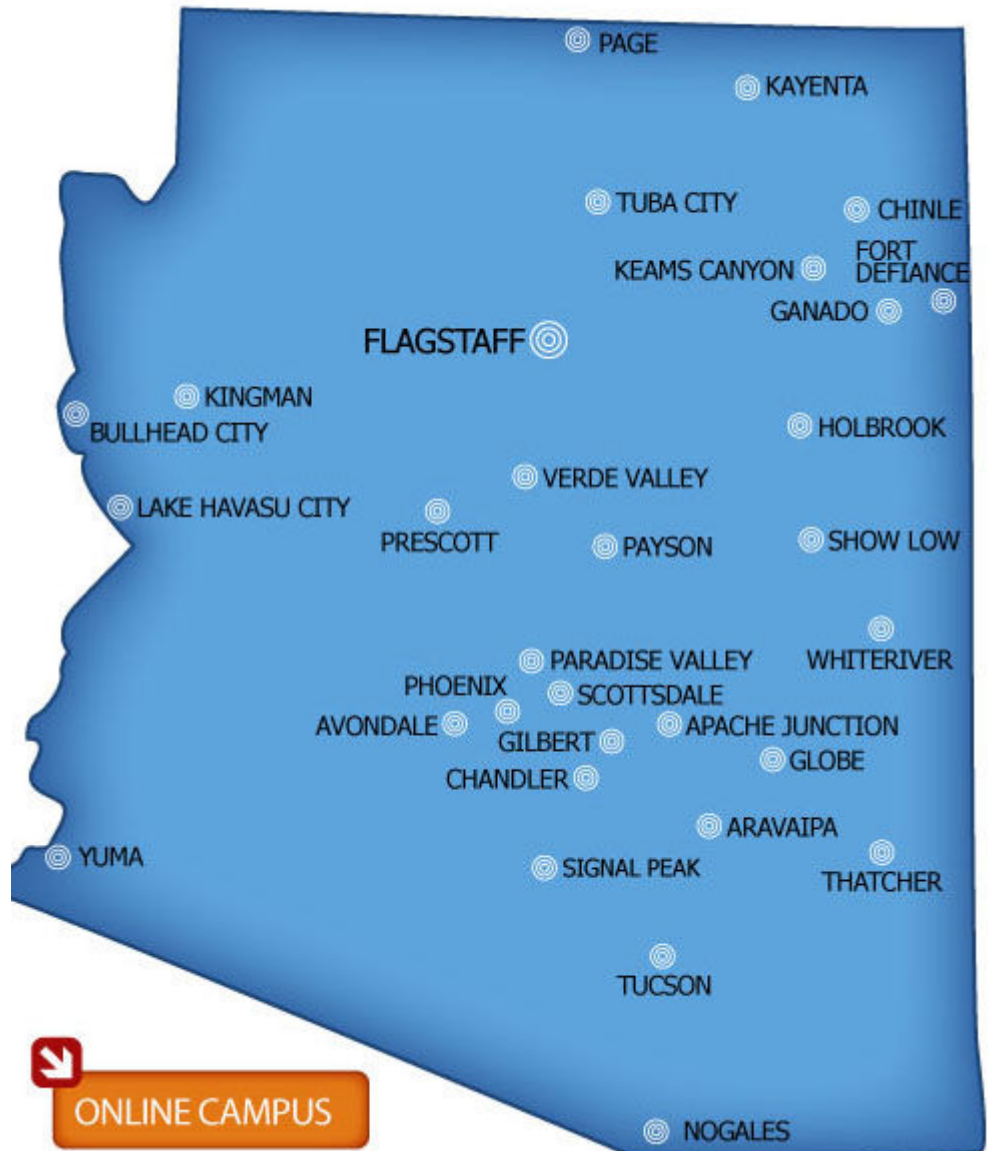 PAGE
KAYENTA
TUBA CITY
CHINLE
FORT
DEFIANCE
KEAMS CANYON
GANADO
FLAGSTAFF
KINGMAN
BULLHEAD CITY
HOLBROOK
VERDE VALLEY
LAKE HAVASU CITY
PRESCOTT
PAYSON
SHOW LOW
WHITERIVER
PARADISE VALLEY
PHOENIX
SCOTTSDALE
AVONDALE
APACHE JUNCTION
GILBERT
GLOBE
CHANDLER
ARAVAIPA
YUMA
SIGNAL PEAK
THATCHER
TUCSON
ONLINE CAMPUS
NOGALES